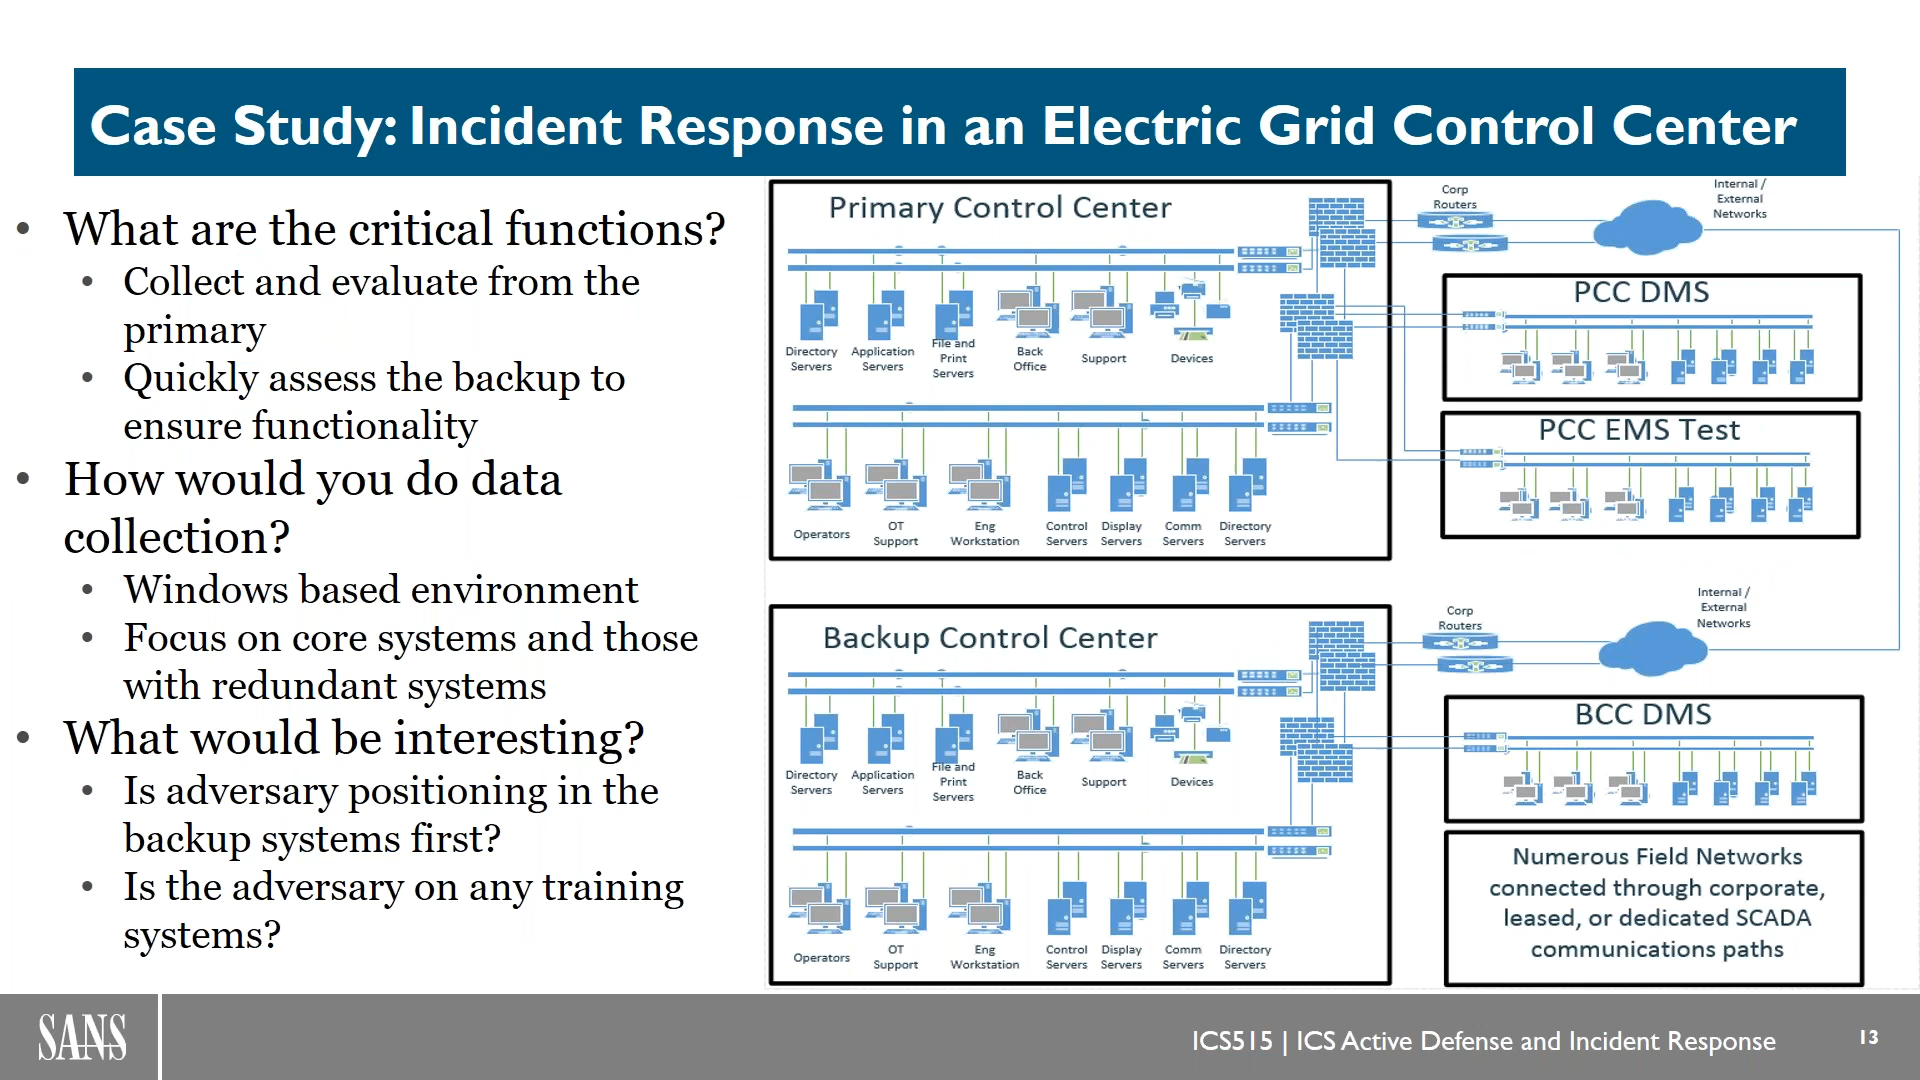 Case Study: Incident Response in an Electric Grid Control Center
• What are the critical functions?
• Collect and evaluate from the
primary
• Quickly assess the backup to
ensure functionality
• How would you do data
collection?
• Windows based environment
• Focus on core systems and those
with redundant systems
• What would be interesting?
• Is adversary positioning in the
backup systems first?
• Is the adversary on any training
systems?
Primary Control Center
Directory
Servers
Application
Servers
File and
Print
Servers
Back
Office
Support
Devices
Operators
OT
Support
Eng
Workstation
Control
Servers
Display
Servers
Comm
Servers
Directory
Servers
Corp
Routers
Internal /
External
Networks
PCC DMS
PCC EMS Test
Backup Control Center
Directory
Servers
Application
Servers
File and
Print
Servers
Back
Office
Support
Devices
Operators
OT
Support
Eng
Workstation
Control
Servers
Display
Servers
Comm
Servers
Directory
Servers
Corp
Routers
Internal /
External
Networks
BCC DMS
Numerous Field Networks
connected through corporate,
leased, or dedicated SCADA
communications paths
SANS
ICS515 | ICS Active Defense and Incident Response
13